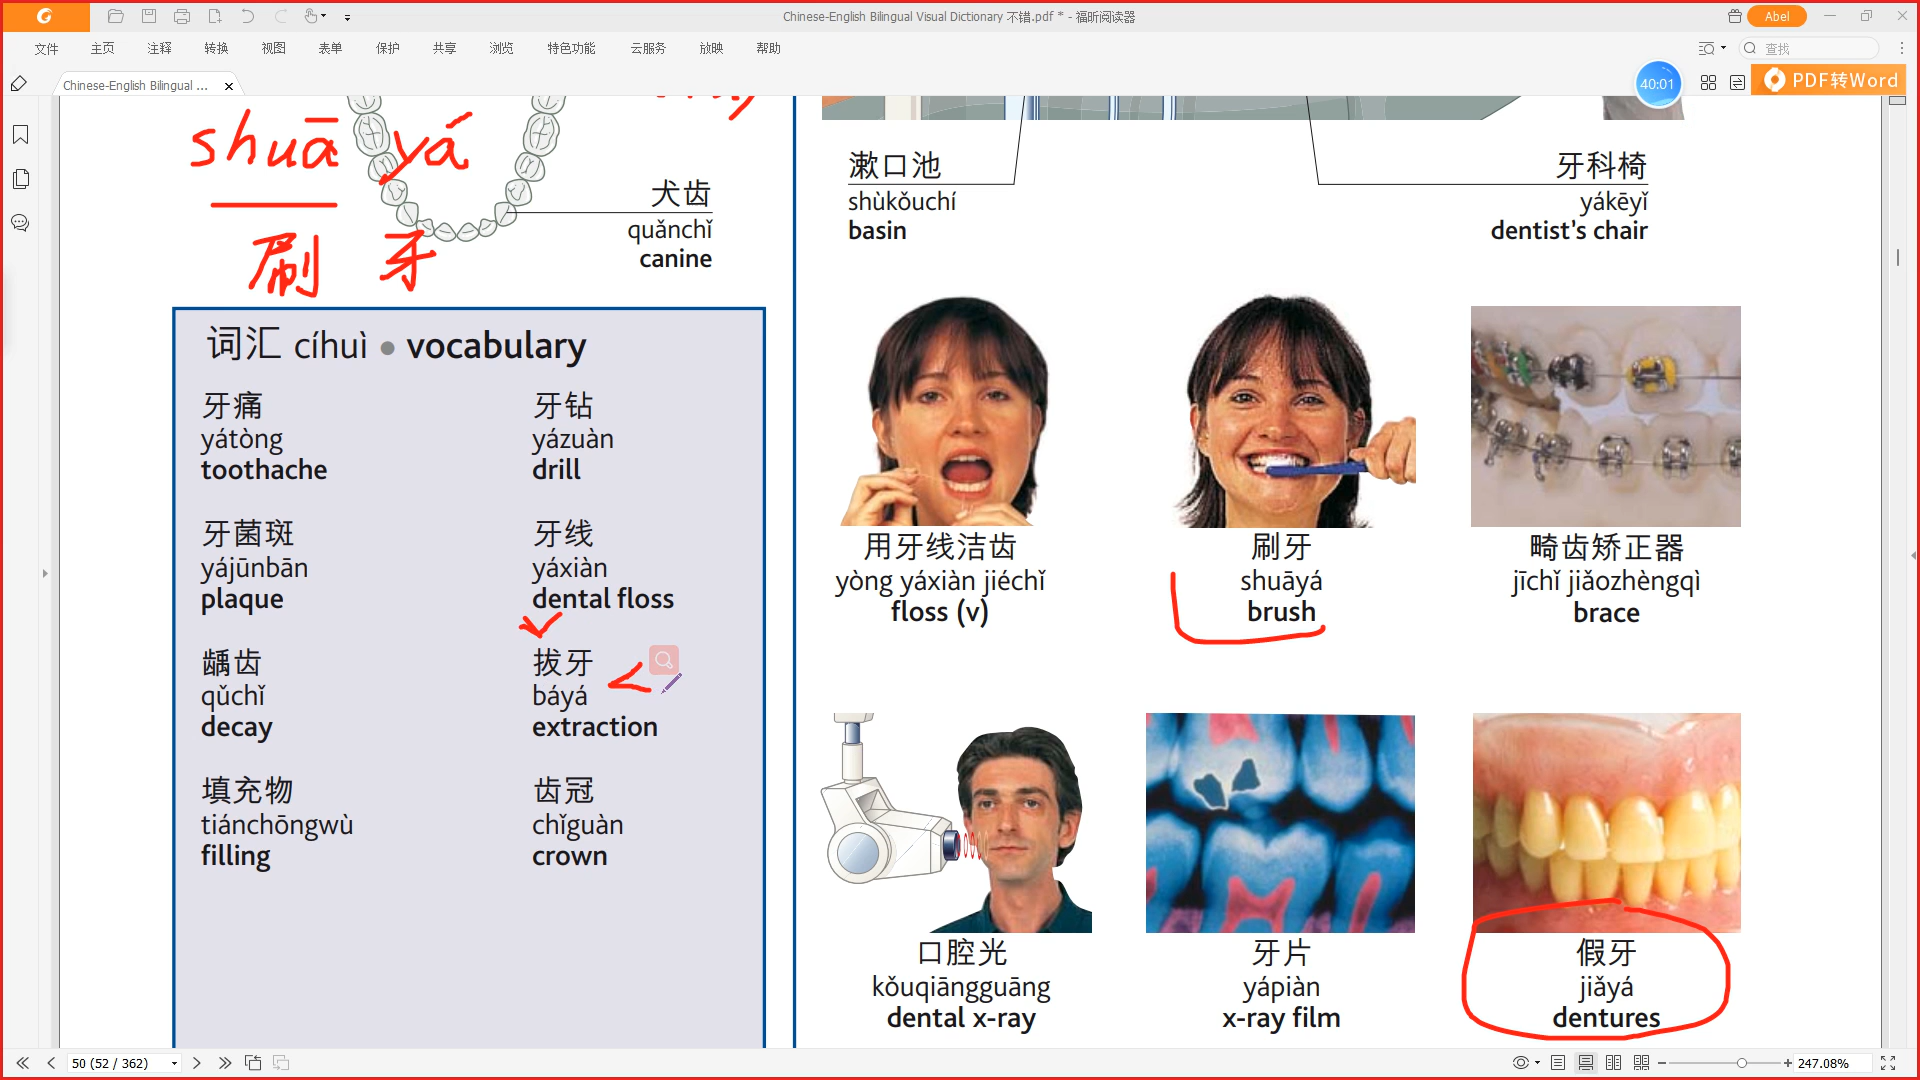 Chinese-English Bilingual Visual Dictionary 不错.pdf * - 福昕阅读器
Abel
文件 主页 注释 转换 视图 表单 保护 共享 浏览 特色功能 云服务 放映 帮助
查找
Chinese-English Bilingual ...
40:01
PDF转Word
shuā yá
刷 牙
犬齿
quǎnchǐ
canine
词汇 cíhuì • vocabulary
牙痛
yátòng
toothache
牙菌斑
yájūnbān
plaque
龋齿
qǔchǐ
decay
填充物
tiánchōngwù
filling
牙钻
yázuàn
drill
牙线
yáxiàn
dental floss
拔牙
báyá
extraction
齿冠
chǐguàn
crown
漱口池
shùkǒuchí
basin
牙科椅
yákēyǐ
dentist's chair
用牙线洁齿
yòng yáxiàn jiéchǐ
floss (v)
刷牙
shuāyá
brush
畸齿矫正器
jīchǐ jiǎozhèngqì
brace
口腔光
kǒuqiāngguāng
dental x-ray
牙片
yápiàn
x-ray film
假牙
jiǎyá
dentures
50 (52 / 362)
247.08%